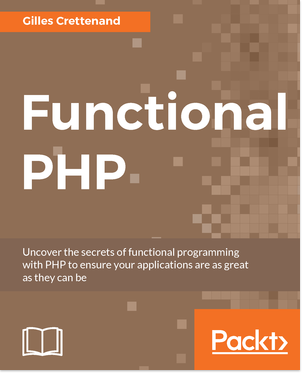 Gilles Crettenand
Functional
PHP
Uncover the secrets of functional programming
with PHP to ensure your applications are as great
as they can be
Packt>